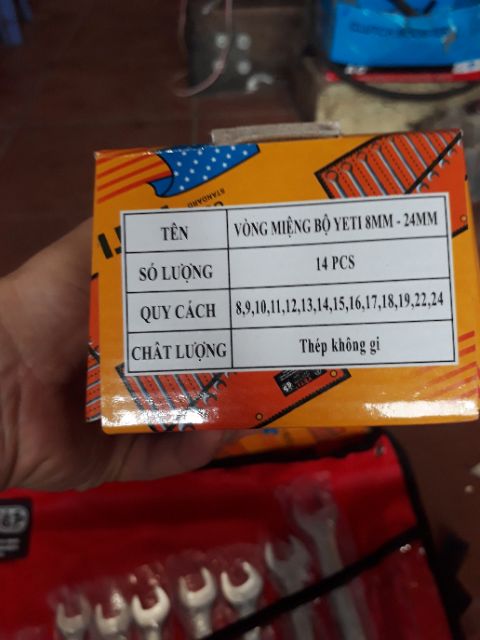 STANDARD
TÊN
VÒNG MIỆNG BỘ YETI 8MM - 24MM
SỐ LƯỢNG
14 PCS
QUY CÁCH
8,9,10,11,12,13,14,15,16,17,18,19,22,24
CHẤT LƯỢNG
Thép không gỉ